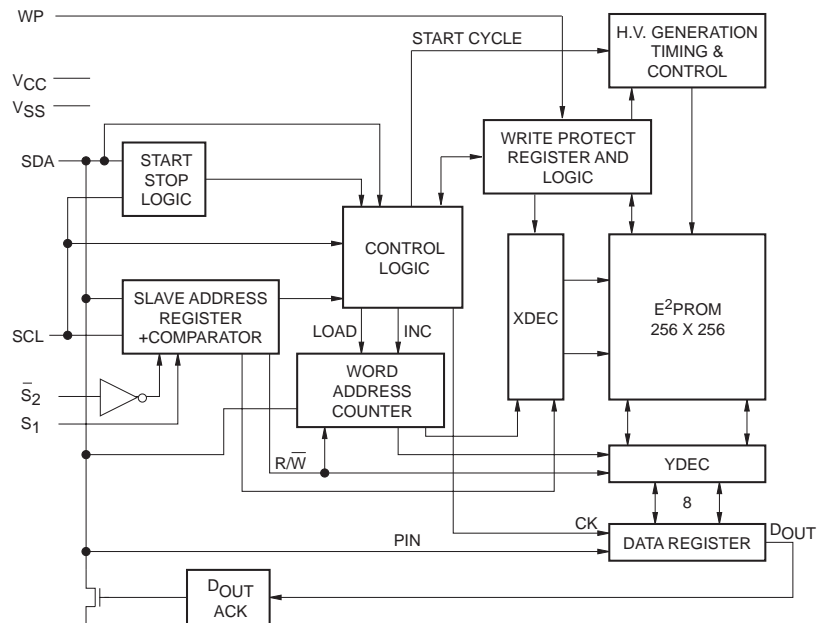 WP
START CYCLE
H.V. GENERATION
TIMING &
CONTROL
VCC
VSS
SDA
START
STOP
LOGIC
WRITE PROTECT
REGISTER AND
LOGIC
CONTROL
LOGIC
SCL
SLAVE ADDRESS
REGISTER
+COMPARATOR
LOAD
INC
XDEC
E²PROM
256 X 256
S̅2
S1
WORD
ADDRESS
COUNTER
R/W̅
YDEC
8
CK
PIN
DATA REGISTER
DOUT
DOUT
ACK